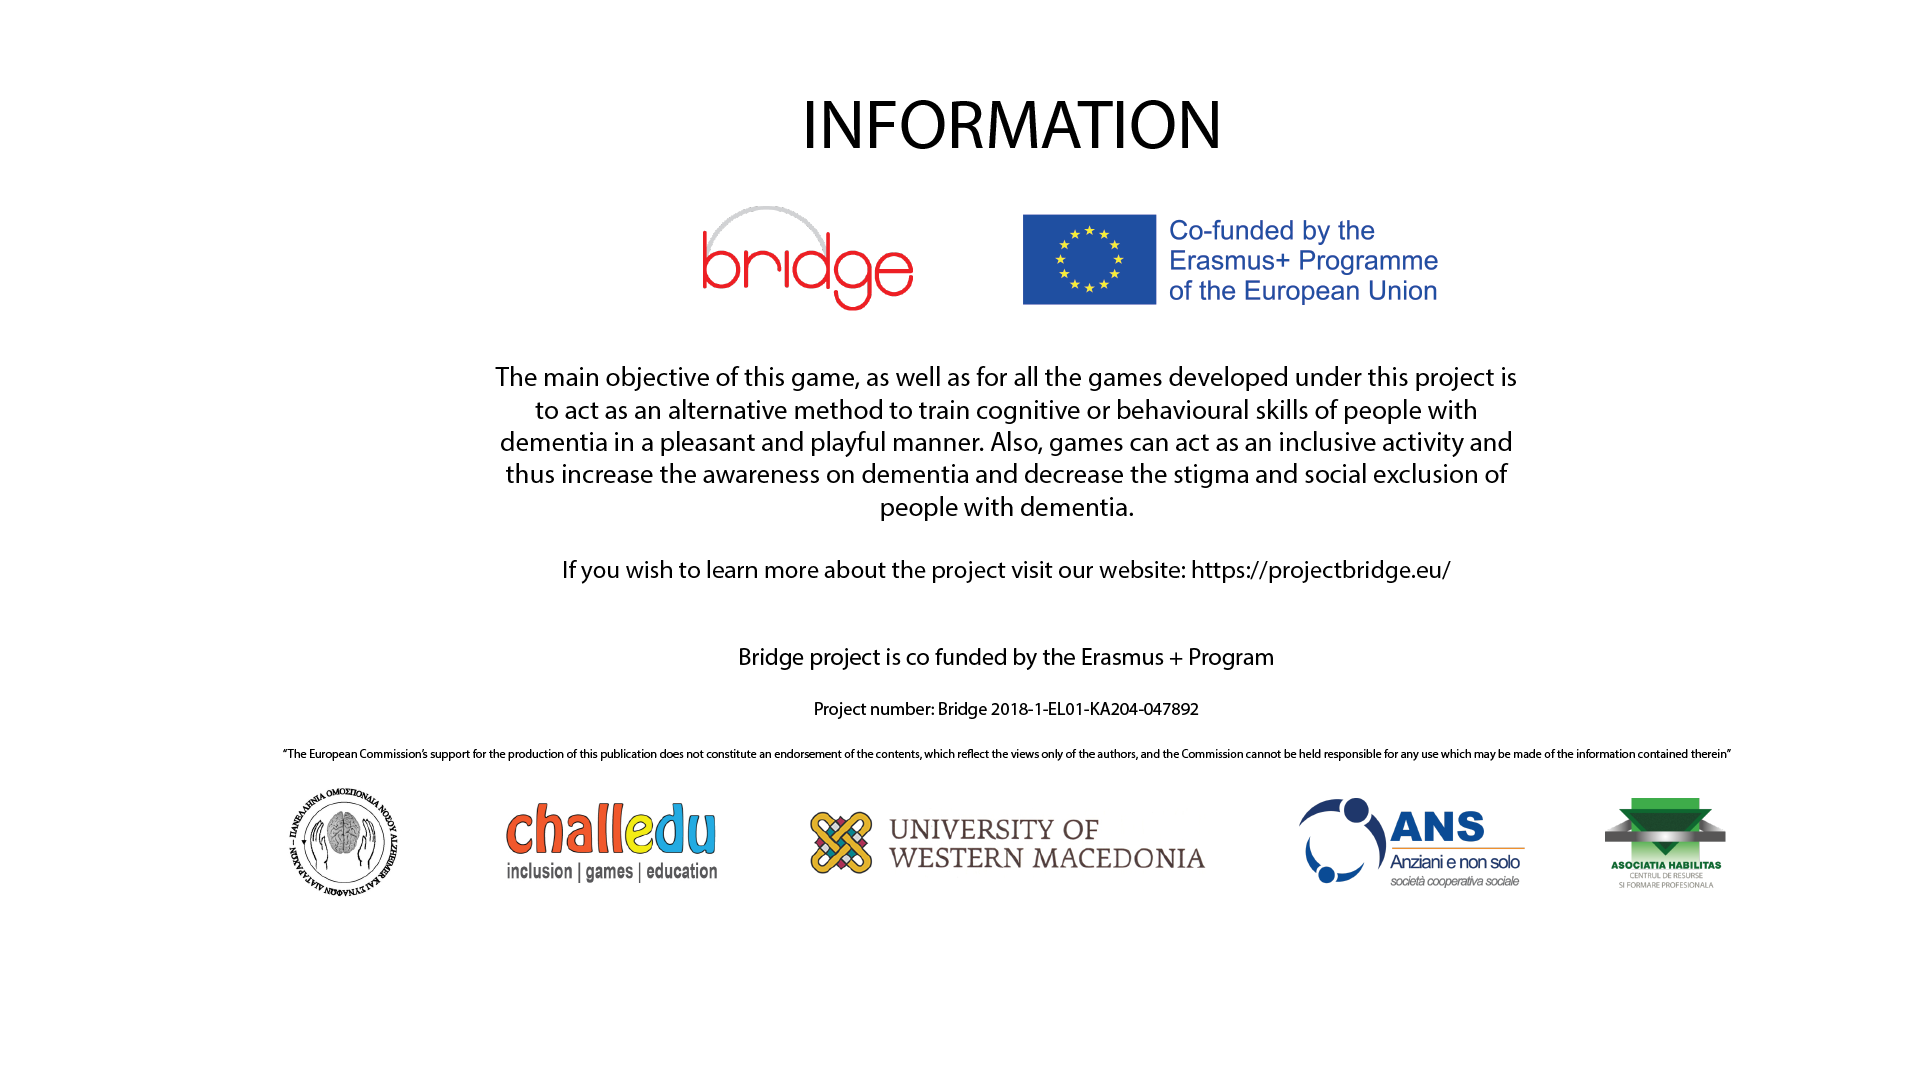 INFORMATION
bridge
Co-funded by the
Erasmus+ Programme
of the European Union
The main objective of this game, as well as for all the games developed under this project is
to act as an alternative method to train cognitive or behavioural skills of people with
dementia in a pleasant and playful manner. Also, games can act as an inclusive activity and
thus increase the awareness on dementia and decrease the stigma and social exclusion of
people with dementia.
If you wish to learn more about the project visit our website: https://projectbridge.eu/
Bridge project is co funded by the Erasmus + Program
Project number: Bridge 2018-1-EL01-KA204-047892
“The European Commission’s support for the production of this publication does not constitute an endorsement of the contents, which reflect the views only of the authors, and the Commission cannot be held responsible for any use which may be made of the information contained therein”
ΠΑΝΕΛΛΗΝΙΑ ΟΜΟΣΠΟΝΔΙΑ ΝΟΣΟΥ ALZHEIMER ΚΑΙ ΣΥΝΑΦΩΝ ΔΙΑΤΑΡΑΧΩΝ –
challedu
inclusion | games | education
UNIVERSITY OF
WESTERN MACEDONIA
ANS
Anziani e non solo
società cooperativa sociale
ASOCIATIA HABILITAS
CENTRUL DE RESURSE
SI FORMARE PROFESIONALA